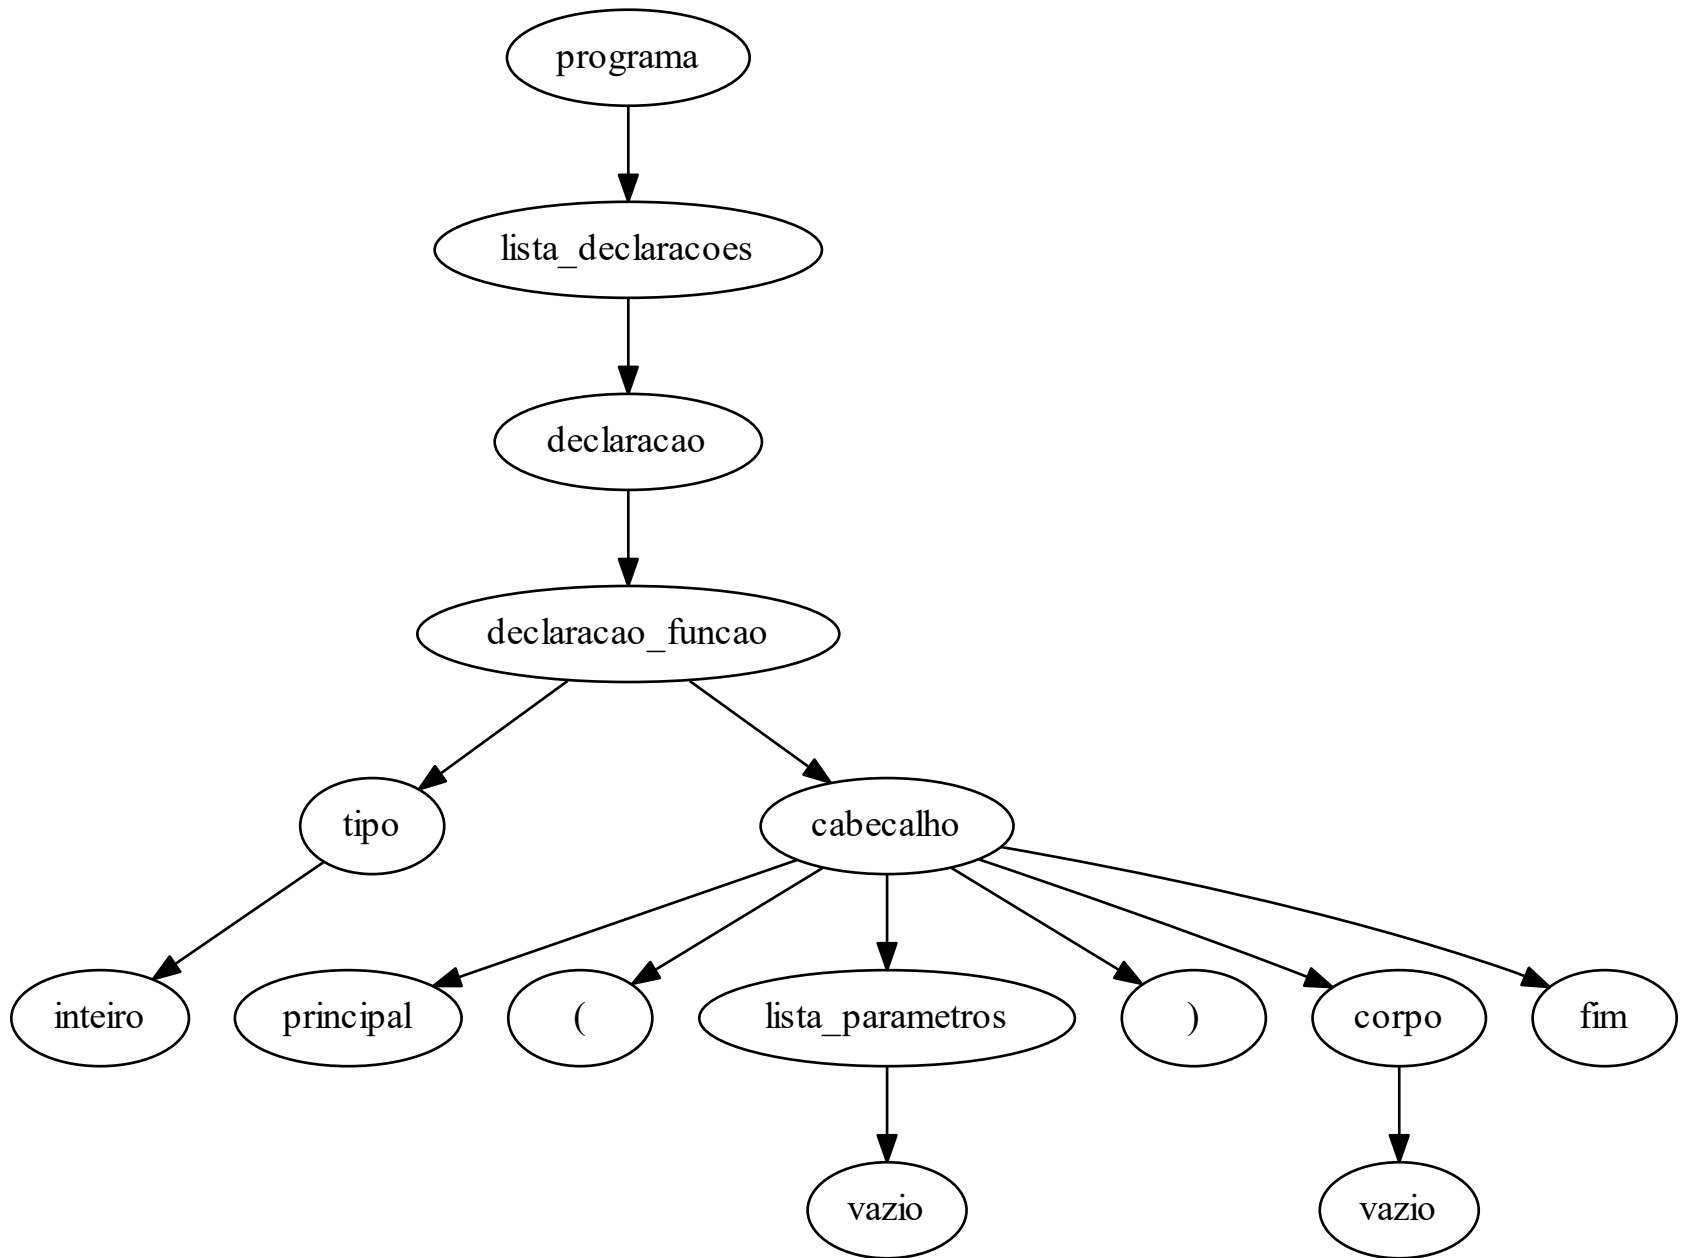 programa
lista_declaracoes
declaracao
declaracao_funcao
tipo
cabecalho
inteiro
principal
(
lista_parametros
)
corpo
fim
vazio
vazio